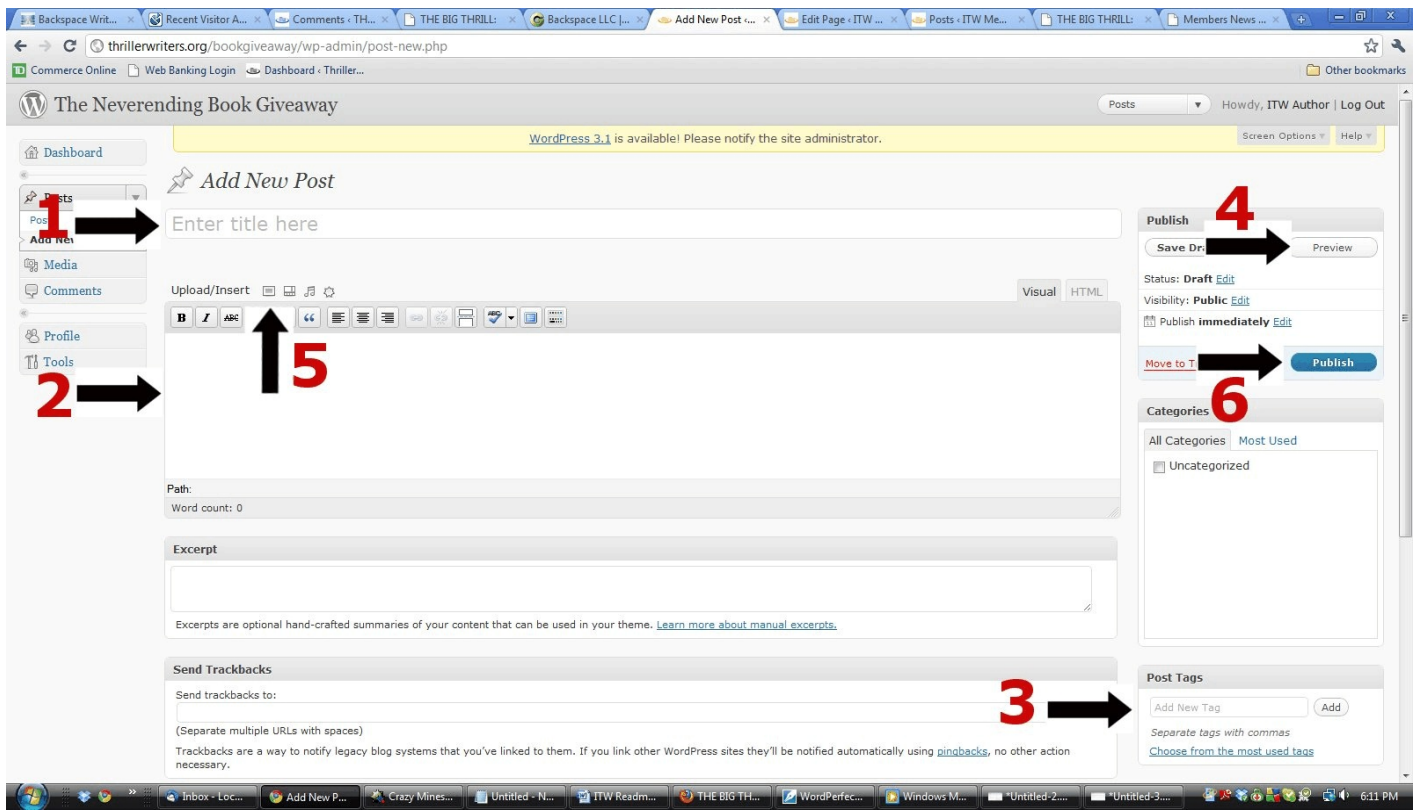 Backspace Writ...
Recent Visitor A...
Comments ‹ TH...
THE BIG THRILL:
Backspace LLC |...
Add New Post ‹...
Edit Page ‹ ITW ...
Posts ‹ ITW Me...
THE BIG THRILL:
Members News ...
thrillerwriters.org/bookgiveaway/wp-admin/post-new.php
Commerce Online Web Banking Login Dashboard ‹ Thriller... Other bookmarks
The Neverending Book Giveaway Posts Howdy, ITW Author | Log Out
WordPress 3.1 is available! Please notify the site administrator. Screen Options Help
Dashboard
Posts
Add New
Media
Comments
Profile
Tools
Add New Post
1
Enter title here
Upload/Insert Visual HTML
B I ABC ABC
5
2
Path:
Word count: 0
Excerpt
Excerpts are optional hand-crafted summaries of your content that can be used in your theme. Learn more about manual excerpts.
Send Trackbacks
Send trackbacks to:
(Separate multiple URLs with spaces)
Trackbacks are a way to notify legacy blog systems that you've linked to them. If you link other WordPress sites they'll be notified automatically using pingbacks, no other action
necessary.
Publish
4
Save Dr Preview
Status: Draft Edit
Visibility: Public Edit
Publish immediately Edit
Move to T Publish
6
Categories
All Categories Most Used
Uncategorized
Post Tags
3
Add New Tag Add
Separate tags with commas
Choose from the most used tags
Inbox - Loc... Add New P... Crazy Mines... Untitled - N... ITW Readm... THE BIG TH... WordPerfec... Windows M... *Untitled-2.... *Untitled-3.... 6:11 PM